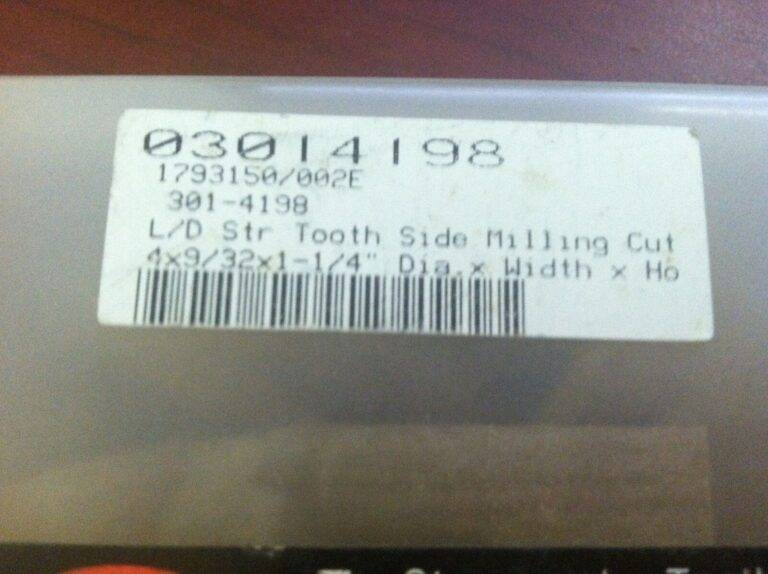 03014198
1793150/002E
301-4198
L/D Str Tooth Side Milling Cut
4x9/32x1-1/4" Dia.x Width x Ho